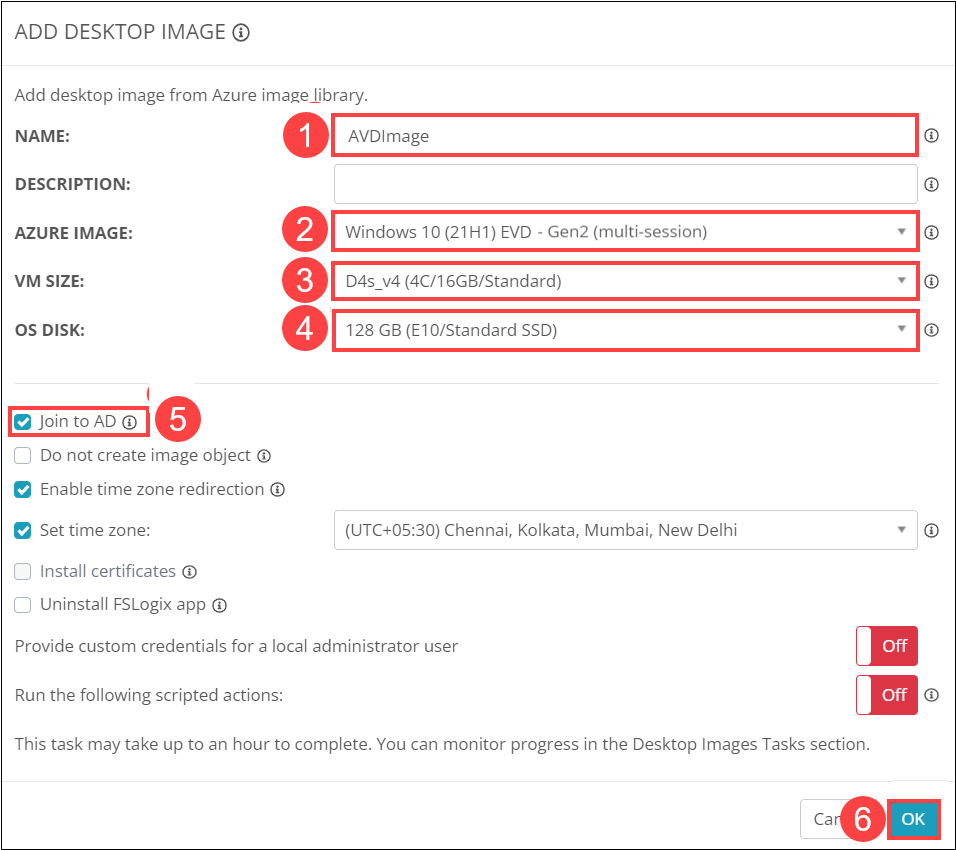 ADD DESKTOP IMAGE
Add desktop image from Azure image library.
NAME: 1 AVDImage
DESCRIPTION:
AZURE IMAGE: 2 Windows 10 (21H1) EVD - Gen2 (multi-session)
VM SIZE: 3 D4s_v4 (4C/16GB/Standard)
OS DISK: 4 128 GB (E10/Standard SSD)
Join to AD 5
Do not create image object
Enable time zone redirection
Set time zone: (UTC+05:30) Chennai, Kolkata, Mumbai, New Delhi
Install certificates
Uninstall FSLogix app
Provide custom credentials for a local administrator user Off
Run the following scripted actions: Off
This task may take up to an hour to complete. You can monitor progress in the Desktop Images Tasks section.
6 OK